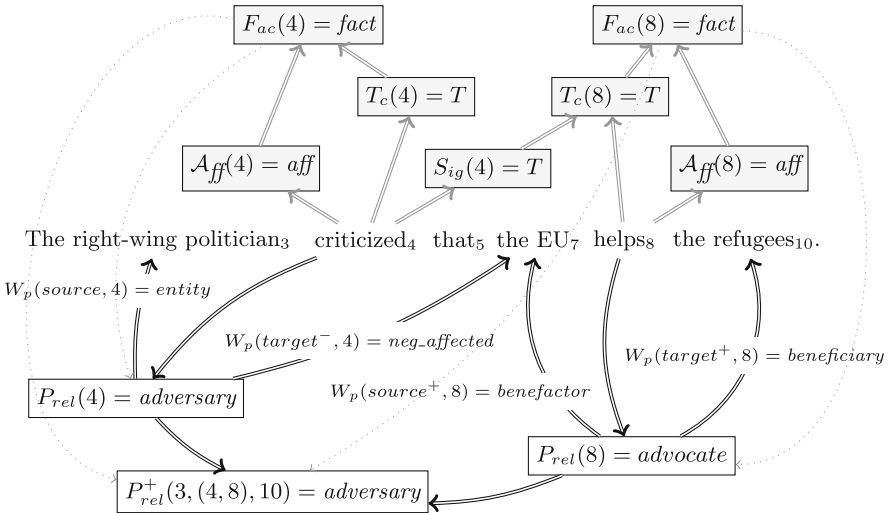 F_ac(4) = fact F_ac(8) = fact
T_c(4) = T T_c(8) = T
A_ff(4) = aff S_ig(4) = T A_ff(8) = aff
The right-wing politician₃ criticized₄ that₅ the EU₇ helps₈ the refugees₁₀.
W_p(source, 4) = entity
W_p(target⁻, 4) = neg_affected
W_p(target⁺, 8) = beneficiary
W_p(source⁺, 8) = benefactor
P_rel(4) = adversary
P_rel(8) = advocate
P⁺_rel(3, (4, 8), 10) = adversary